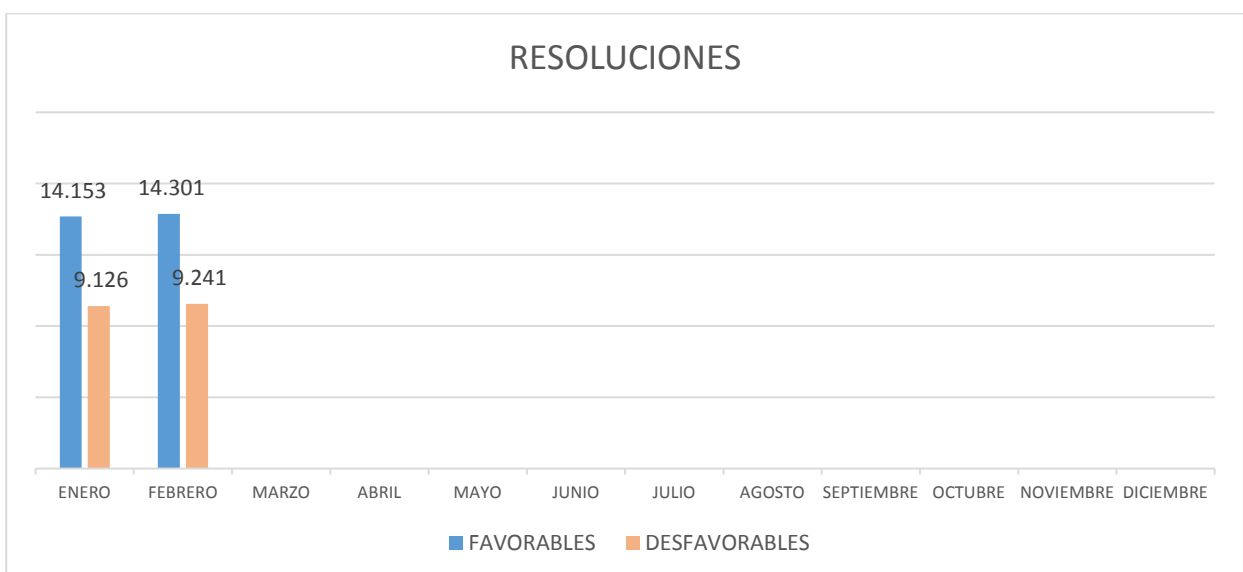 RESOLUCIONES
14.153
14.301
9.126
9.241
ENERO FEBRERO MARZO ABRIL MAYO JUNIO JULIO AGOSTO SEPTIEMBRE OCTUBRE NOVIEMBRE DICIEMBRE
FAVORABLES DESFAVORABLES